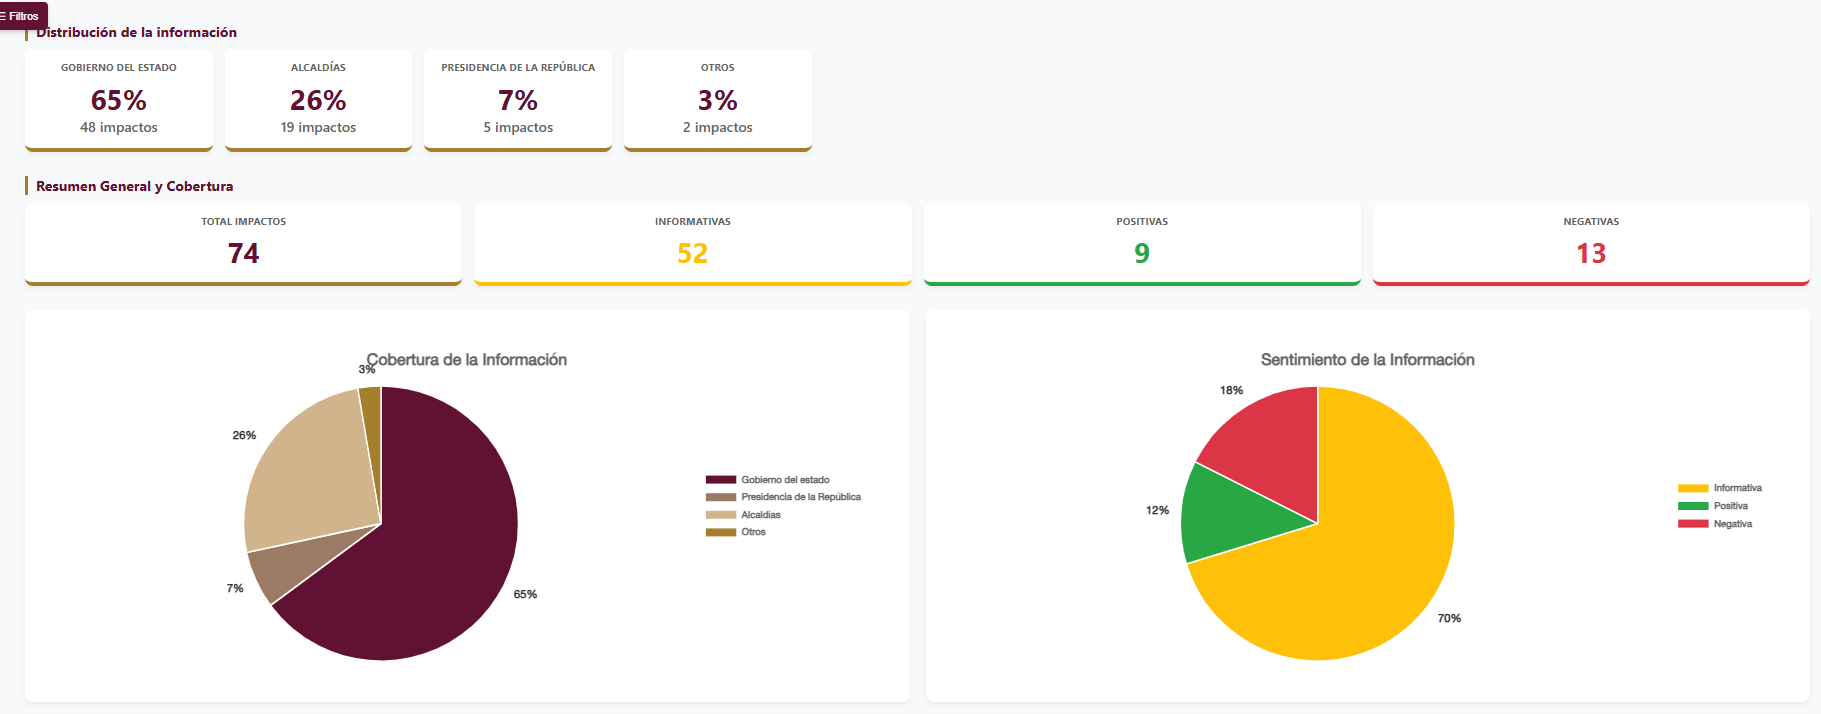 ☰ Filtros
Distribución de la información
GOBIERNO DEL ESTADO
65%
48 impactos
ALCALDÍAS
26%
19 impactos
PRESIDENCIA DE LA REPÚBLICA
7%
5 impactos
OTROS
3%
2 impactos
Resumen General y Cobertura
TOTAL IMPACTOS
74
INFORMATIVAS
52
POSITIVAS
9
NEGATIVAS
13
Cobertura de la Información
3%
26%
7%
65%
Gobierno del estado
Presidencia de la República
Alcaldías
Otros
Sentimiento de la Información
18%
12%
70%
Informativa
Positiva
Negativa